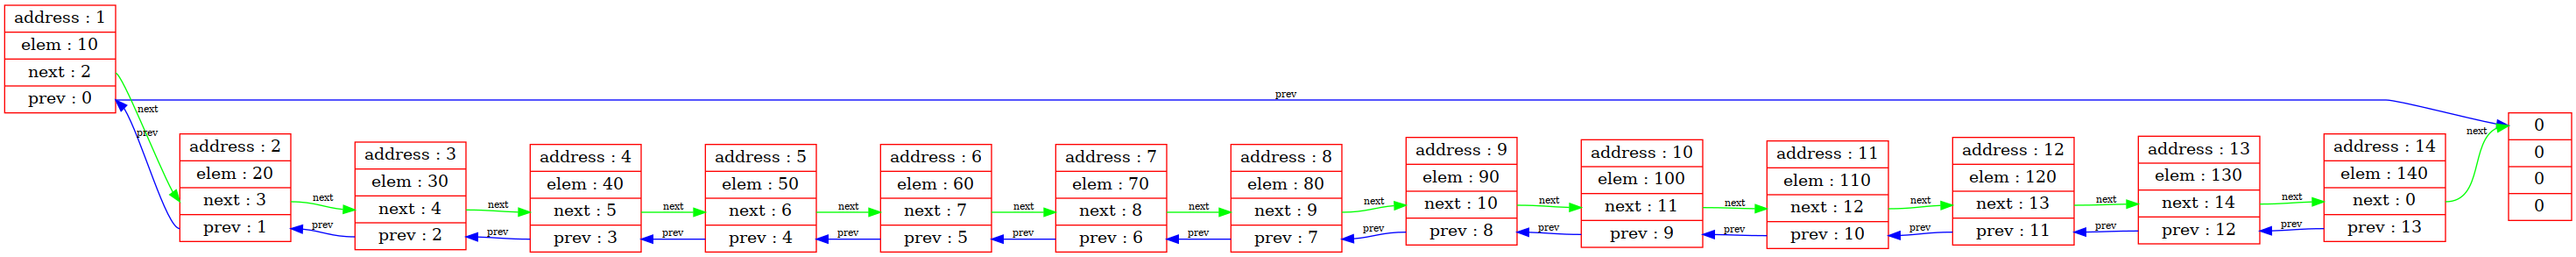 address : 1
elem : 10
next : 2
prev : 0
next
prev
prev
address : 2
elem : 20
next : 3
prev : 1
next
prev
address : 3
elem : 30
next : 4
prev : 2
next
prev
address : 4
elem : 40
next : 5
prev : 3
next
prev
address : 5
elem : 50
next : 6
prev : 4
next
prev
address : 6
elem : 60
next : 7
prev : 5
next
prev
address : 7
elem : 70
next : 8
prev : 6
next
prev
address : 8
elem : 80
next : 9
prev : 7
next
prev
address : 9
elem : 90
next : 10
prev : 8
next
prev
address : 10
elem : 100
next : 11
prev : 9
next
prev
address : 11
elem : 110
next : 12
prev : 10
next
prev
address : 12
elem : 120
next : 13
prev : 11
next
prev
address : 13
elem : 130
next : 14
prev : 12
next
prev
address : 14
elem : 140
next : 0
prev : 13
next
0
0
0
0